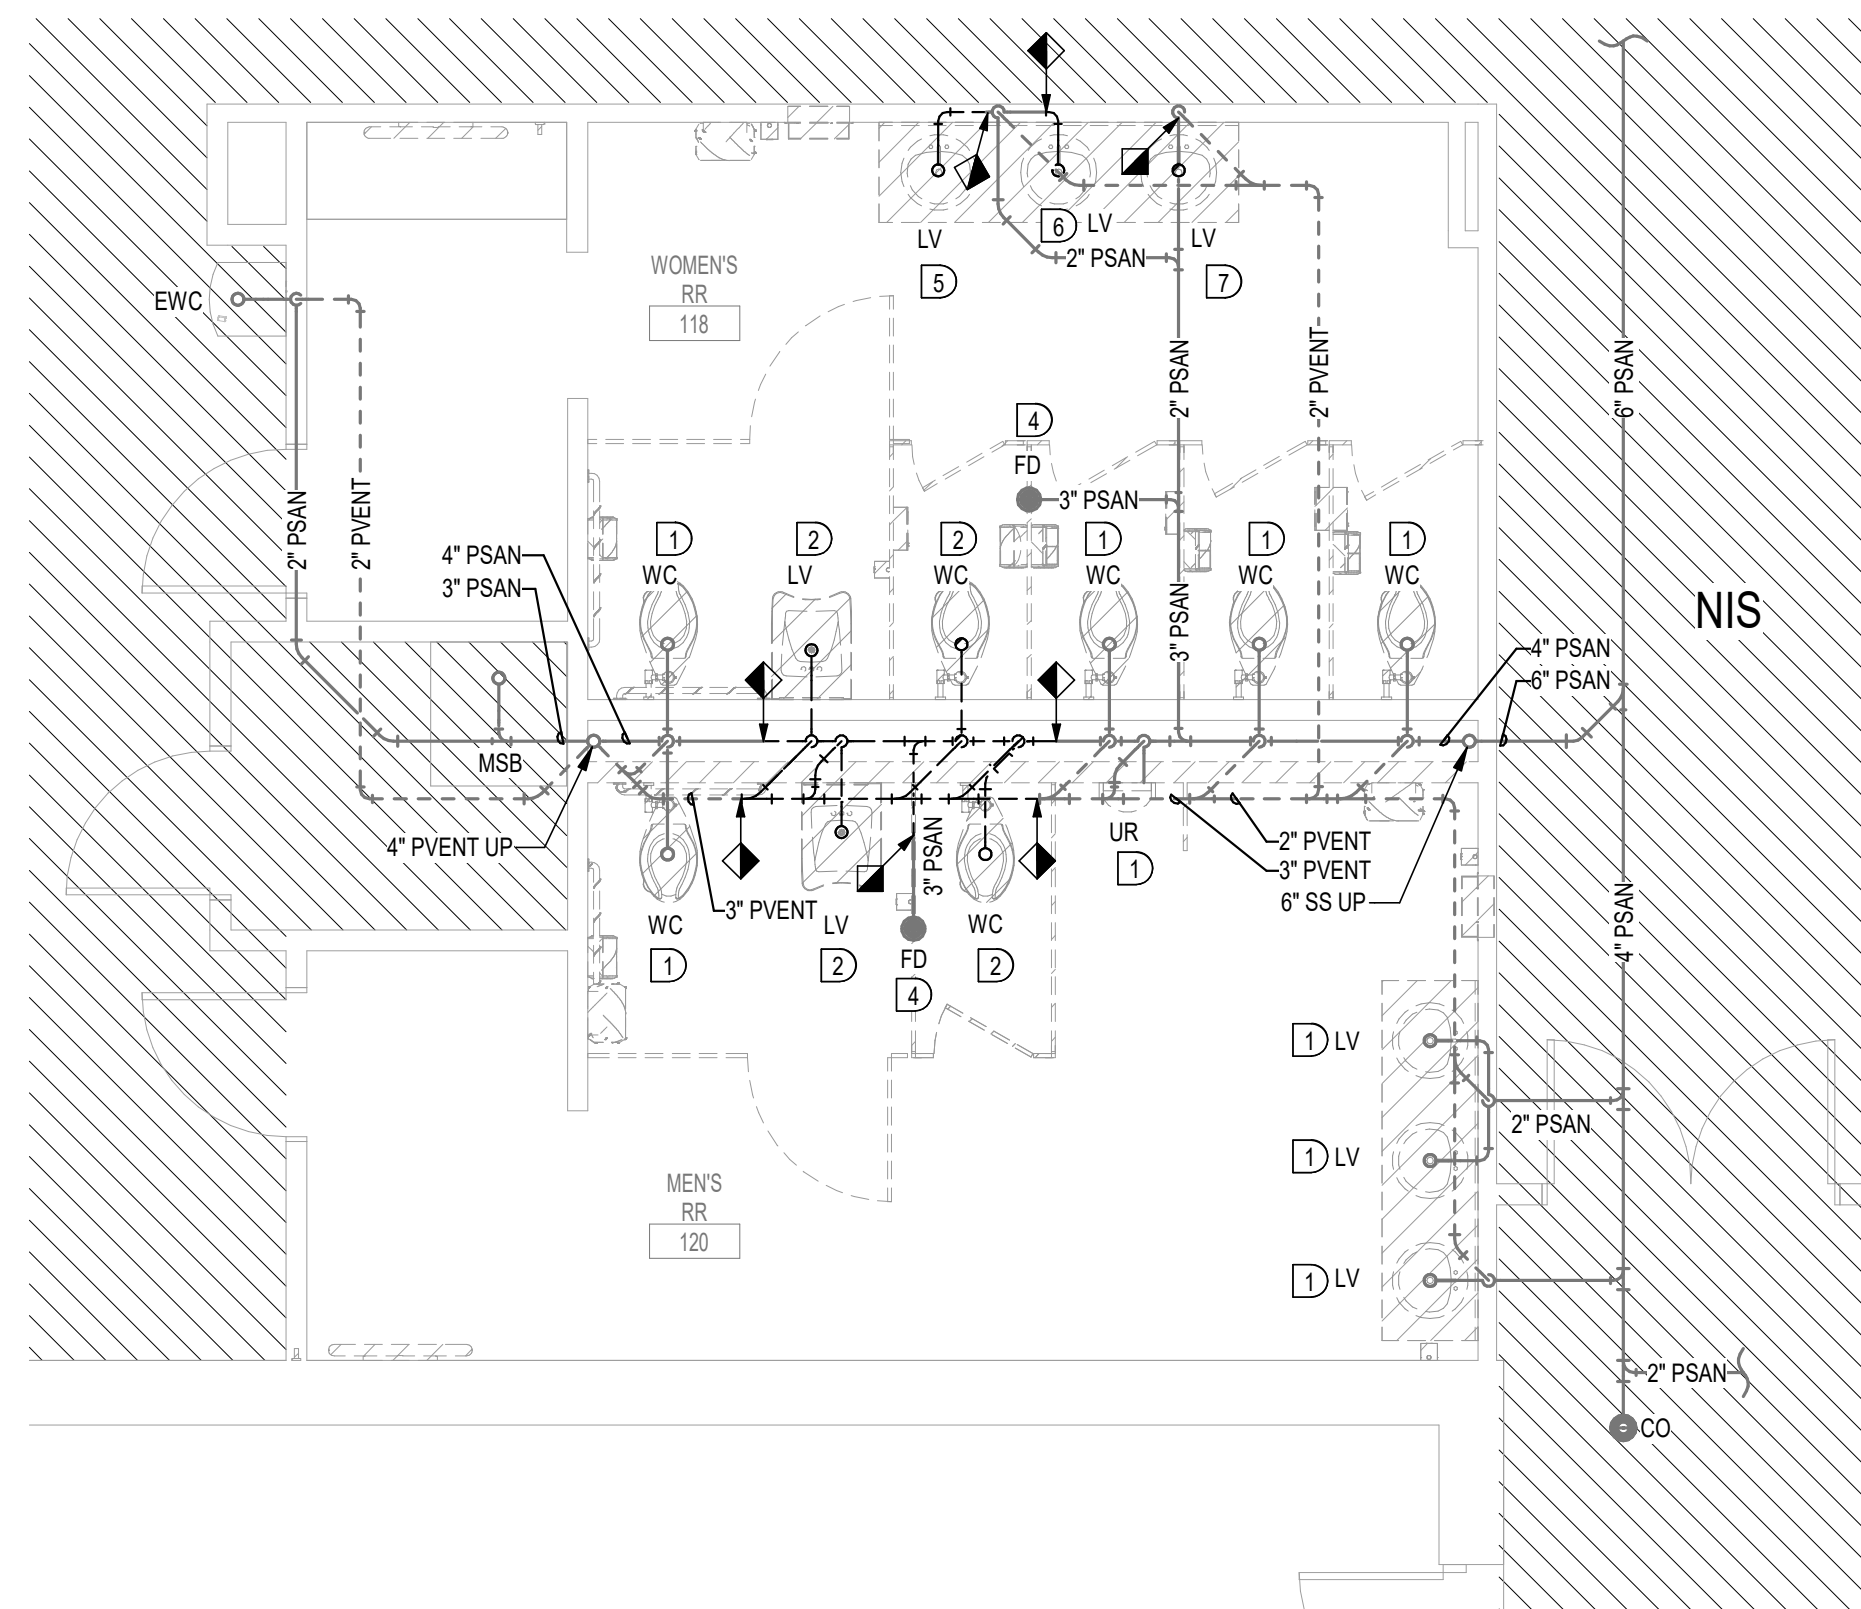 6 LV
LV
LV
2" PSAN
5
7
WOMEN'S
RR
118
EWC
2" PSAN
2" PVENT
6" PSAN
4
FD
3" PSAN
2" PSAN
2" PVENT
4" PSAN
3" PSAN
1
WC
2
LV
2
WC
1
WC
1
WC
1
WC
NIS
3" PSAN
4" PSAN
6" PSAN
MSB
4" PVENT UP
UR
1
2" PVENT
3" PVENT
6" SS UP
3" PSAN
3" PVENT
WC
1
LV
2
FD
4
WC
2
4" PSAN
1 LV
2" PSAN
1 LV
MEN'S
RR
120
1 LV
2" PSAN
CO